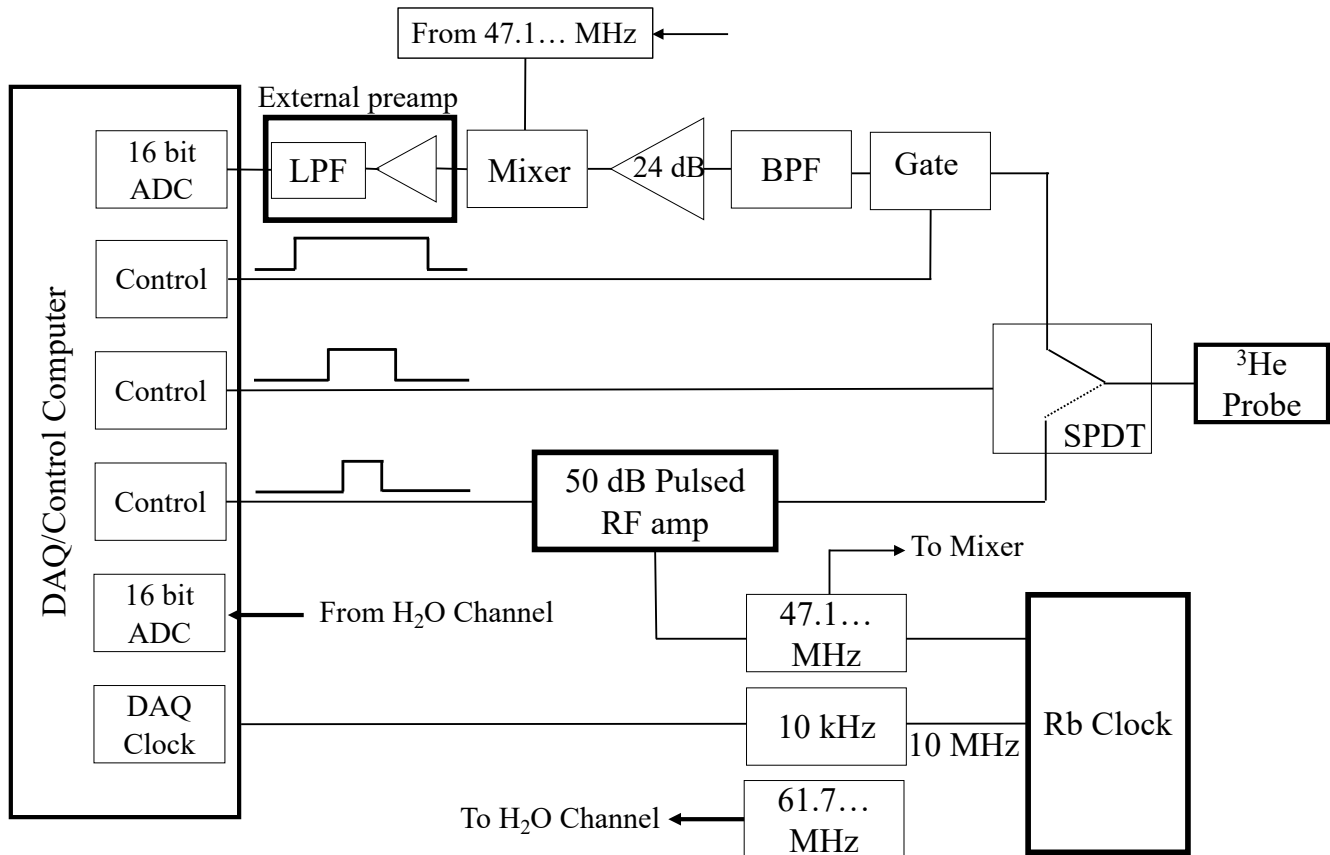 From 47.1… MHz
External preamp
16 bit
ADC
LPF
Mixer
24 dB
BPF
Gate
Control
Control
SPDT
³He
Probe
DAQ/Control Computer
Control
50 dB Pulsed
RF amp
To Mixer
16 bit
ADC
From H₂O Channel
47.1…
MHz
DAQ
Clock
10 kHz
10 MHz
Rb Clock
To H₂O Channel
61.7…
MHz